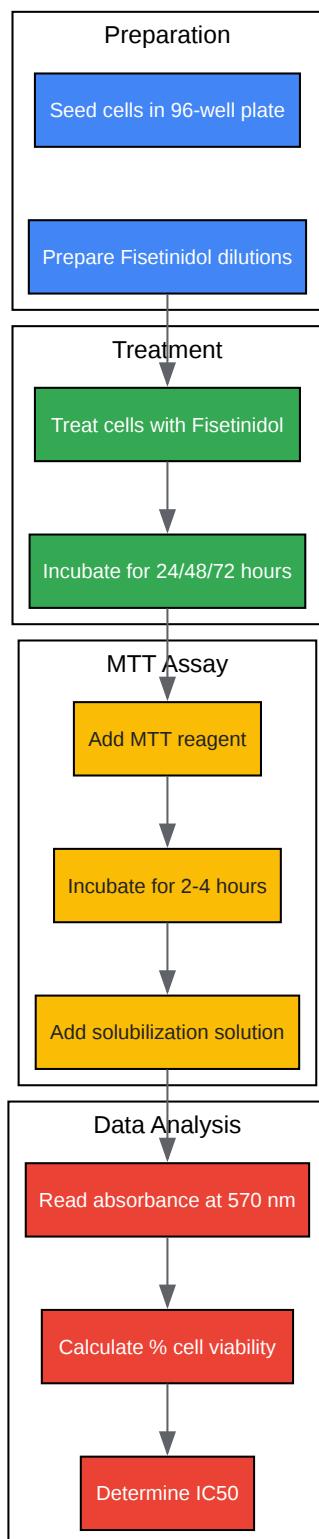 Preparation
Seed cells in 96-well plate
Prepare Fisetinidol dilutions
Treatment
Treat cells with Fisetinidol
Incubate for 24/48/72 hours
MTT Assay
Add MTT reagent
Incubate for 2-4 hours
Add solubilization solution
Data Analysis
Read absorbance at 570 nm
Calculate % cell viability
Determine IC50